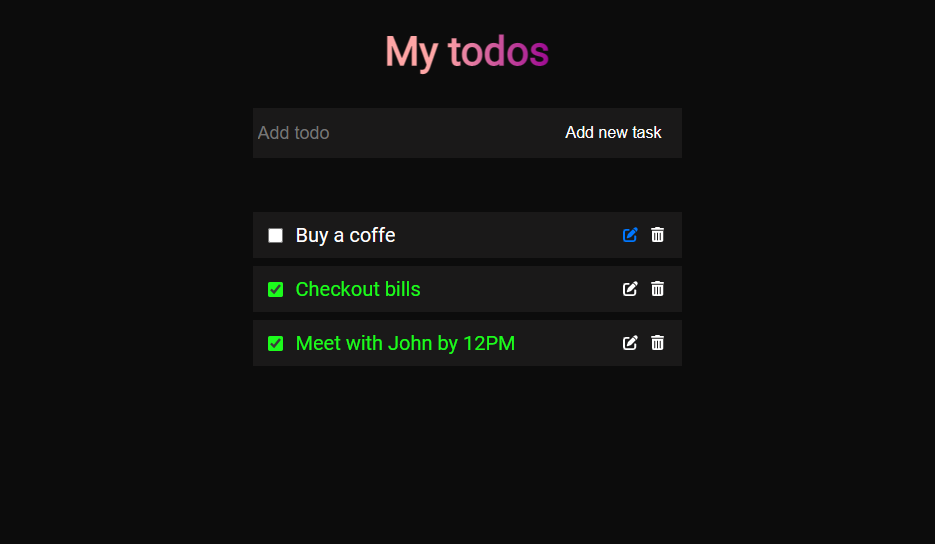 My todos
Add todo
Add new task
Buy a coffe
Checkout bills
Meet with John by 12PM